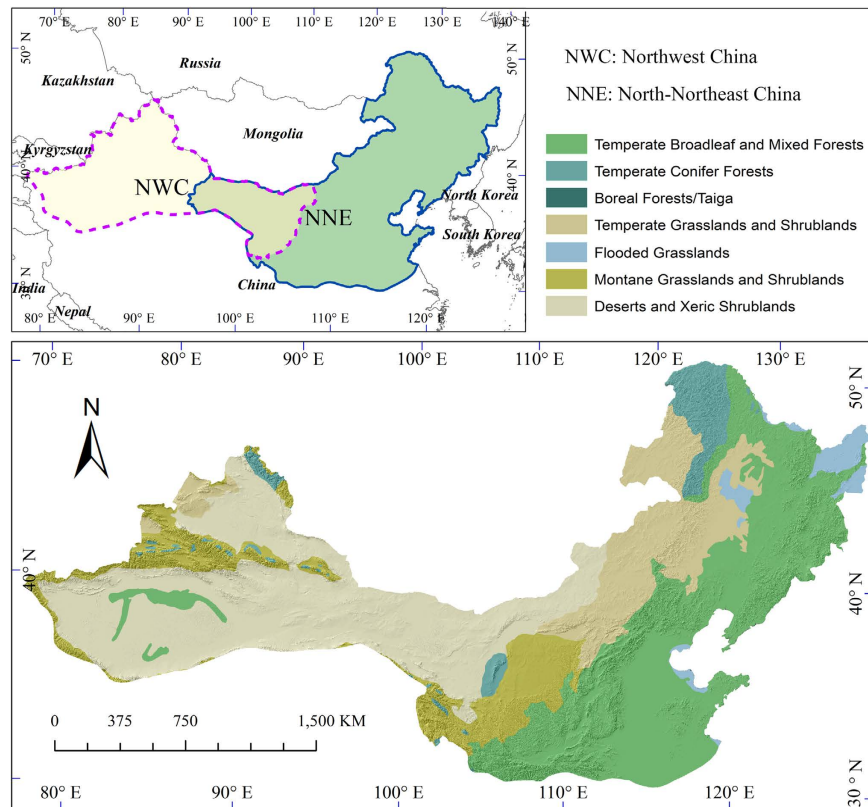 70° E 80° E 90° E 100° E 110° E 120° E 130° E 140° E
50° N
50° N
Russia
Kazakhstan
Mongolia
Kyrgyzstan
40° N
40° N
NWC
NNE
North Korea
South Korea
30° N
India
Nepal
China
80° E 90° E 100° E 110° E 120° E
NWC: Northwest China
NNE: North-Northeast China
Temperate Broadleaf and Mixed Forests
Temperate Conifer Forests
Boreal Forests/Taiga
Temperate Grasslands and Shrublands
Flooded Grasslands
Montane Grasslands and Shrublands
Deserts and Xeric Shrublands
70° E 80° E 90° E 100° E 110° E 120° E 130° E
50° N
N
40° N
40° N
0 375 750 1,500 KM
80° E 90° E 100° E 110° E 120° E